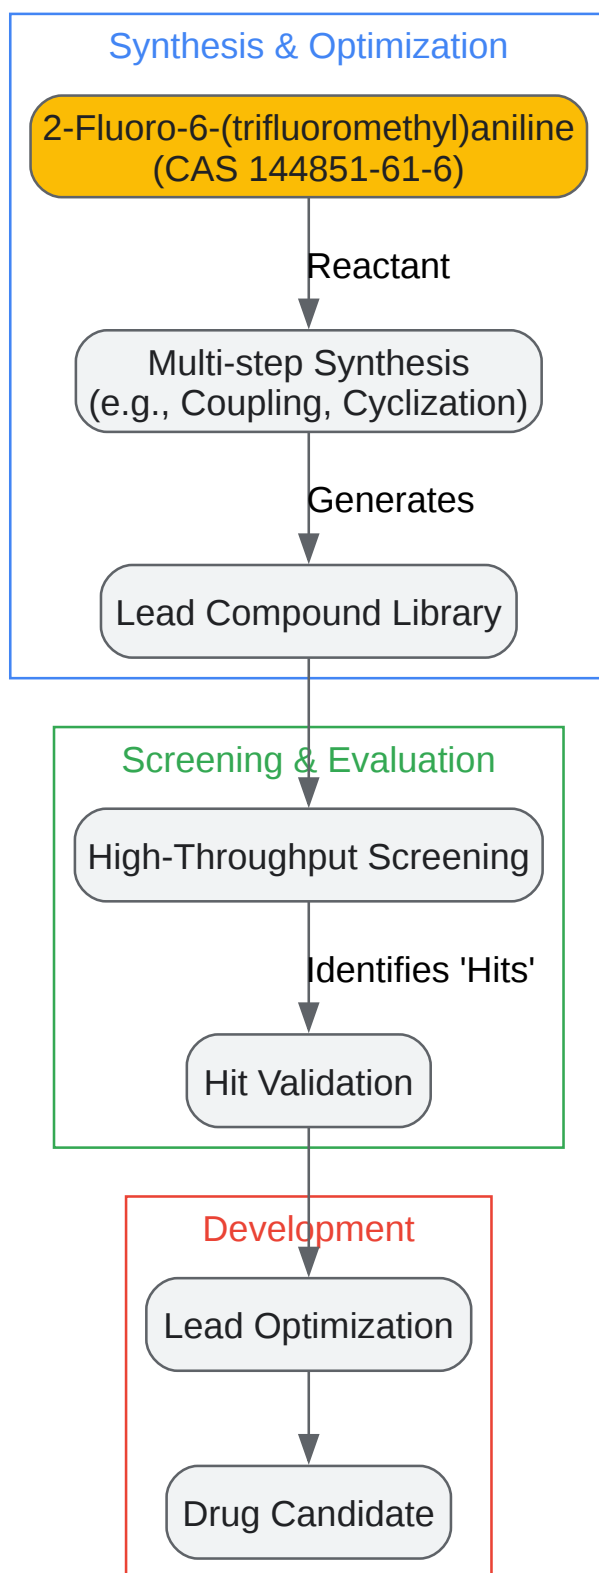 Synthesis & Optimization
2-Fluoro-6-(trifluoromethyl)aniline
(CAS 144851-61-6)
Reactant
Multi-step Synthesis
(e.g., Coupling, Cyclization)
Generates
Lead Compound Library
Screening & Evaluation
High-Throughput Screening
Identifies 'Hits'
Hit Validation
Development
Lead Optimization
Drug Candidate